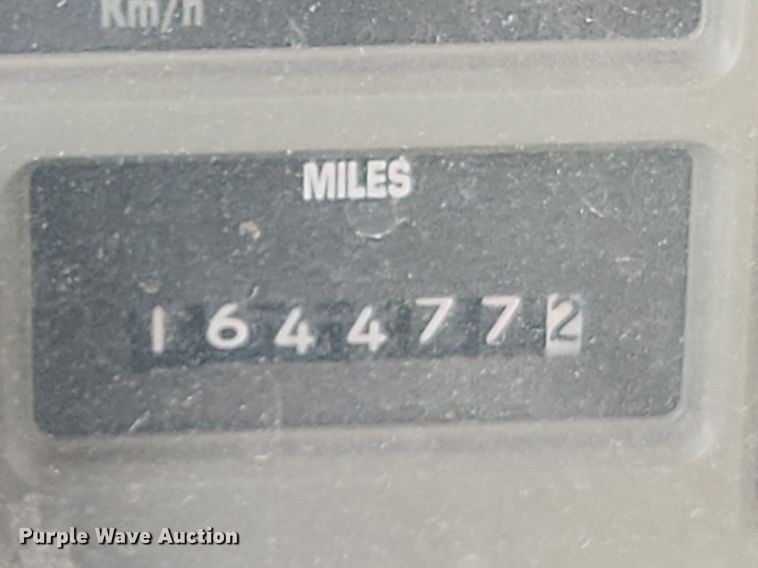 Km/h
MILES
1644772
Purple Wave Auction